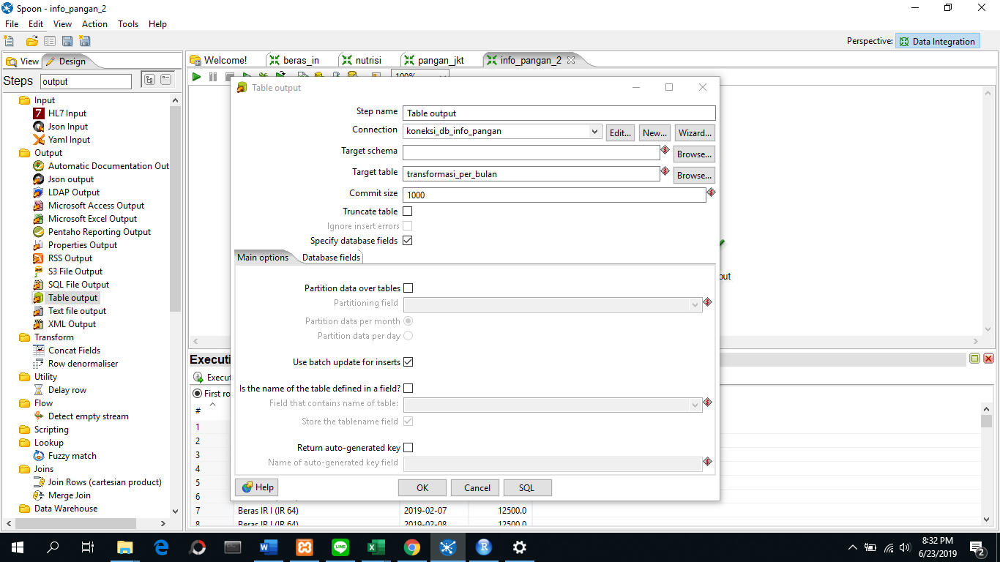 Spoon - info_pangan_2
File Edit View Action Tools Help
Perspective: Data Integration
View Design
Welcome! beras_in nutrisi pangan_jkt info_pangan_2
Steps output
100%
Input
HL7 Input
Json Input
Yaml Input
Output
Automatic Documentation Out
Json output
LDAP Output
Microsoft Access Output
Microsoft Excel Output
Pentaho Reporting Output
Properties Output
RSS Output
S3 File Output
SQL File Output
Table output
Text file output
XML Output
Transform
Concat Fields
Row denormaliser
Utility
Delay row
Flow
Detect empty stream
Scripting
Lookup
Fuzzy match
Joins
Join Rows (cartesian product)
Merge Join
Data Warehouse
Table output
Step name Table output
Connection koneksi_db_info_pangan Edit... New... Wizard...
Target schema Browse...
Target table transformasi_per_bulan Browse...
Commit size 1000
Truncate table
Ignore insert errors
Specify database fields
Main options Database fields
Partition data over tables
Partitioning field
Partition data per month
Partition data per day
Use batch update for inserts
Is the name of the table defined in a field?
Field that contains name of table:
Store the tablename field
Return auto-generated key
Name of auto-generated key field
Help OK Cancel SQL
out
Executi
Execut
First ro
#
1
2
3
4
5
6
7 Beras IR I (IR 64) 2019-02-07 12500.0
8 Beras IR I (IR 64) 2019-02-08 12500.0
8:32 PM
6/23/2019
2